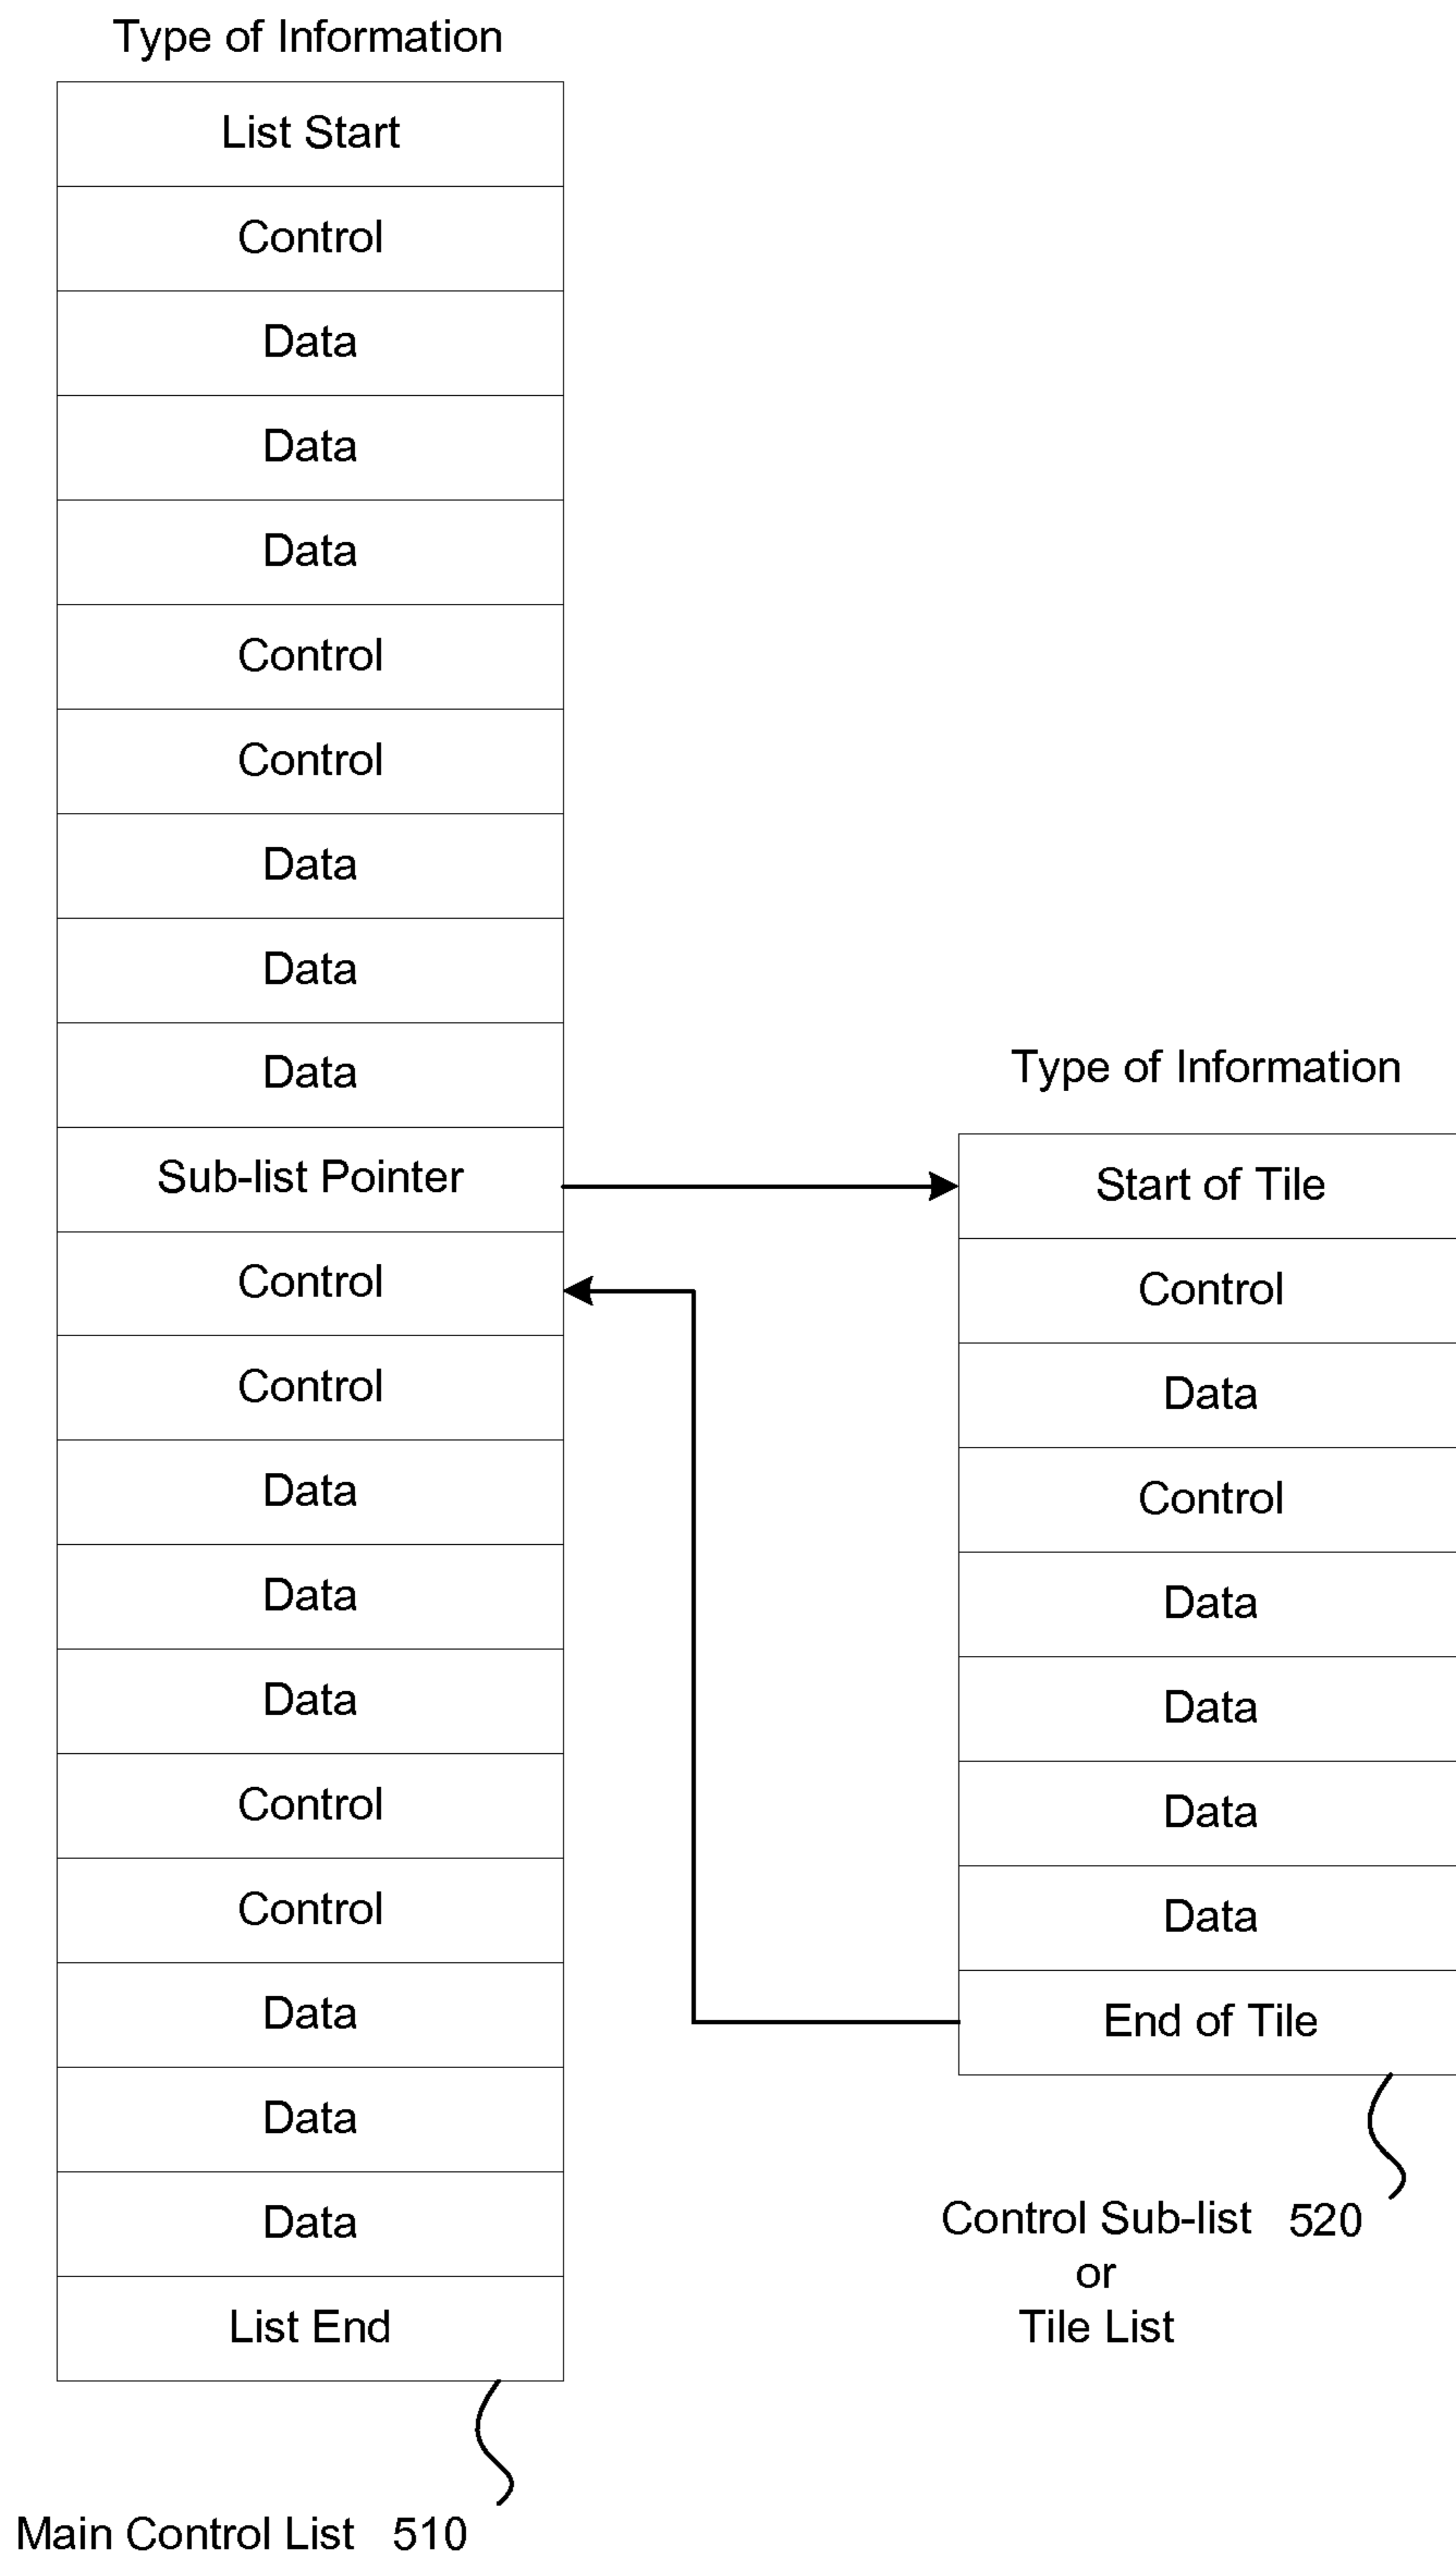 Type of Information
List Start
Control
Data
Data
Data
Control
Control
Data
Data
Data
Sub-list Pointer
Control
Control
Data
Data
Data
Control
Control
Data
Data
Data
List End
Main Control List 510
Type of Information
Start of Tile
Control
Data
Control
Data
Data
Data
Data
End of Tile
Control Sub-list 520
or
Tile List